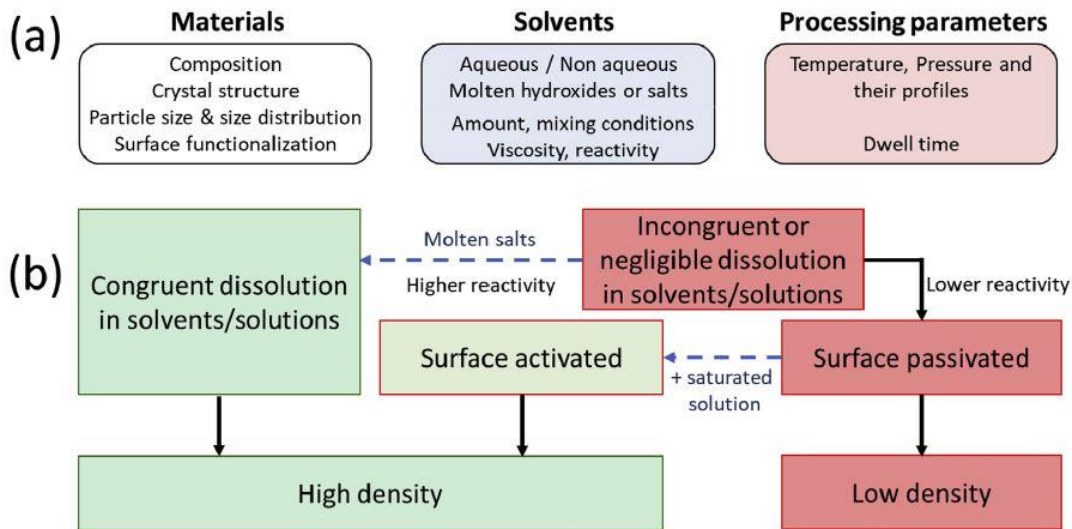 (a)
Materials
Composition
Crystal structure
Particle size & size distribution
Surface functionalization
Solvents
Aqueous / Non aqueous
Molten hydroxides or salts
Amount, mixing conditions
Viscosity, reactivity
Processing parameters
Temperature, Pressure and
their profiles
Dwell time
(b)
Congruent dissolution
in solvents/solutions
Molten salts
Higher reactivity
Incongruent or
negligible dissolution
in solvents/solutions
Lower reactivity
Surface activated
+ saturated
solution
Surface passivated
High density
Low density